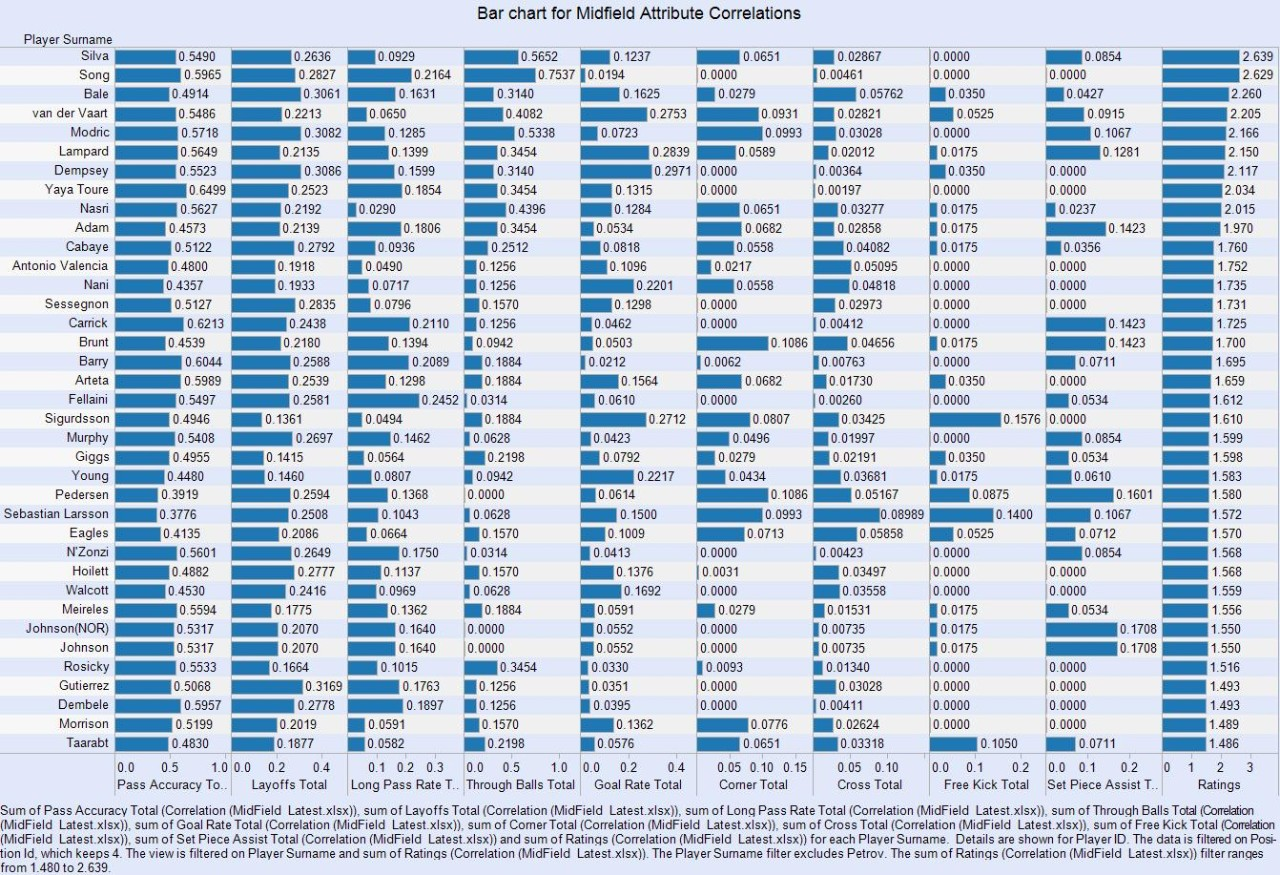 Bar chart for Midfield Attribute Correlations
Player Surname
Silva 0.5490 0.2636 0.0929 0.5652 0.1237 0.0651 0.02867 0.0000 0.0854 2.639
Song 0.5965 0.2827 0.2164 0.7537 0.0194 0.0000 0.00461 0.0000 0.0000 2.629
Bale 0.4914 0.3061 0.1631 0.3140 0.1625 0.0279 0.05762 0.0350 0.0427 2.260
van der Vaart 0.5486 0.2213 0.0650 0.4082 0.2753 0.0931 0.02821 0.0525 0.0915 2.205
Modric 0.5718 0.3082 0.1285 0.5338 0.0723 0.0993 0.03028 0.0000 0.1067 2.166
Lampard 0.5649 0.2135 0.1399 0.3454 0.2839 0.0589 0.02012 0.0175 0.1281 2.150
Dempsey 0.5523 0.3086 0.1599 0.3140 0.2971 0.0000 0.00364 0.0350 0.0000 2.117
Yaya Toure 0.6499 0.2523 0.1854 0.3454 0.1315 0.0000 0.00197 0.0000 0.0000 2.034
Nasri 0.5627 0.2192 0.0290 0.4396 0.1284 0.0651 0.03277 0.0175 0.0237 2.015
Adam 0.4573 0.2139 0.1806 0.3454 0.0534 0.0682 0.02858 0.0175 0.1423 1.970
Cabaye 0.5122 0.2792 0.0936 0.2512 0.0818 0.0558 0.04082 0.0175 0.0356 1.760
Antonio Valencia 0.4800 0.1918 0.0490 0.1256 0.1096 0.0217 0.05095 0.0000 0.0000 1.752
Nani 0.4357 0.1933 0.0717 0.1256 0.2201 0.0558 0.04818 0.0000 0.0000 1.735
Sessegnon 0.5127 0.2835 0.0796 0.1570 0.1298 0.0000 0.02973 0.0000 0.0000 1.731
Carrick 0.6213 0.2438 0.2110 0.1256 0.0462 0.0000 0.00412 0.0000 0.1423 1.725
Brunt 0.4539 0.2180 0.1394 0.0942 0.0503 0.1086 0.04656 0.0175 0.1423 1.700
Barry 0.6044 0.2588 0.2089 0.1884 0.0212 0.0062 0.00763 0.0000 0.0711 1.695
Arteta 0.5989 0.2539 0.1298 0.1884 0.1564 0.0682 0.01730 0.0350 0.0000 1.659
Fellaini 0.5497 0.2581 0.2452 0.0314 0.0610 0.0000 0.00260 0.0000 0.0534 1.612
Sigurdsson 0.4946 0.1361 0.0494 0.1884 0.2712 0.0807 0.03425 0.1576 0.0000 1.610
Murphy 0.5408 0.2697 0.1462 0.0628 0.0423 0.0496 0.01997 0.0000 0.0854 1.599
Giggs 0.4955 0.1415 0.0564 0.2198 0.0792 0.0279 0.02191 0.0350 0.0534 1.598
Young 0.4480 0.1460 0.0807 0.0942 0.2217 0.0434 0.03681 0.0175 0.0610 1.583
Pedersen 0.3919 0.2594 0.1368 0.0000 0.0614 0.1086 0.05167 0.0875 0.1601 1.580
Sebastian Larsson 0.3776 0.2508 0.1043 0.0628 0.1500 0.0993 0.08989 0.1400 0.1067 1.572
Eagles 0.4135 0.2086 0.0664 0.1570 0.1009 0.0713 0.05858 0.0525 0.0712 1.570
N'Zonzi 0.5601 0.2649 0.1750 0.0314 0.0413 0.0000 0.00423 0.0000 0.0854 1.568
Hoilett 0.4882 0.2777 0.1137 0.1570 0.1376 0.0031 0.03497 0.0000 0.0000 1.568
Walcott 0.4530 0.2416 0.0969 0.0628 0.1692 0.0000 0.03558 0.0000 0.0000 1.559
Meireles 0.5594 0.1775 0.1362 0.1884 0.0591 0.0279 0.01531 0.0175 0.0534 1.556
Johnson(NOR) 0.5317 0.2070 0.1640 0.0000 0.0552 0.0000 0.00735 0.0175 0.1708 1.550
Johnson 0.5317 0.2070 0.1640 0.0000 0.0552 0.0000 0.00735 0.0175 0.1708 1.550
Rosicky 0.5533 0.1664 0.1015 0.3454 0.0330 0.0093 0.01340 0.0000 0.0000 1.516
Gutierrez 0.5068 0.3169 0.1763 0.1256 0.0351 0.0000 0.03028 0.0000 0.0000 1.493
Dembele 0.5957 0.2778 0.1897 0.1256 0.0395 0.0000 0.00411 0.0000 0.0000 1.493
Morrison 0.5199 0.2019 0.0591 0.1570 0.1362 0.0776 0.02624 0.0000 0.0000 1.489
Taarabt 0.4830 0.1877 0.0582 0.2198 0.0576 0.0651 0.03318 0.1050 0.0711 1.486
0.0 0.5 1.0 0.0 0.2 0.4 0.1 0.2 0.3 0.0 0.5 1.0 0.0 0.2 0.4 0.05 0.10 0.15 0.05 0.10 0.0 0.1 0.2 0.1 0.2 0 1 2 3
Pass Accuracy To.. Layoffs Total Long Pass Rate T.. Through Balls Total Goal Rate Total Corner Total Cross Total Free Kick Total Set Piece Assist T.. Ratings
Sum of Pass Accuracy Total (Correlation (MidField Latest.xlsx)), sum of Layoffs Total (Correlation (MidField Latest.xlsx)), sum of Long Pass Rate Total (Correlation (MidField Latest.xlsx)), sum of Through Balls Total (Correlation
(MidField Latest.xlsx)), sum of Goal Rate Total (Correlation (MidField Latest.xlsx)), sum of Corner Total (Correlation (MidField Latest.xlsx)), sum of Cross Total (Correlation (MidField Latest.xlsx)), sum of Free Kick Total (Correlation
(MidField Latest.xlsx)), sum of Set Piece Assist Total (Correlation (MidField Latest.xlsx)) and sum of Ratings (Correlation (MidField Latest.xlsx)) for each Player Surname. Details are shown for Player ID. The data is filtered on Posi-
tion Id, which keeps 4. The view is filtered on Player Surname and sum of Ratings (Correlation (MidField Latest.xlsx)). The Player Surname filter excludes Petrov. The sum of Ratings (Correlation (MidField Latest.xlsx)) filter ranges
from 1.480 to 2.639.